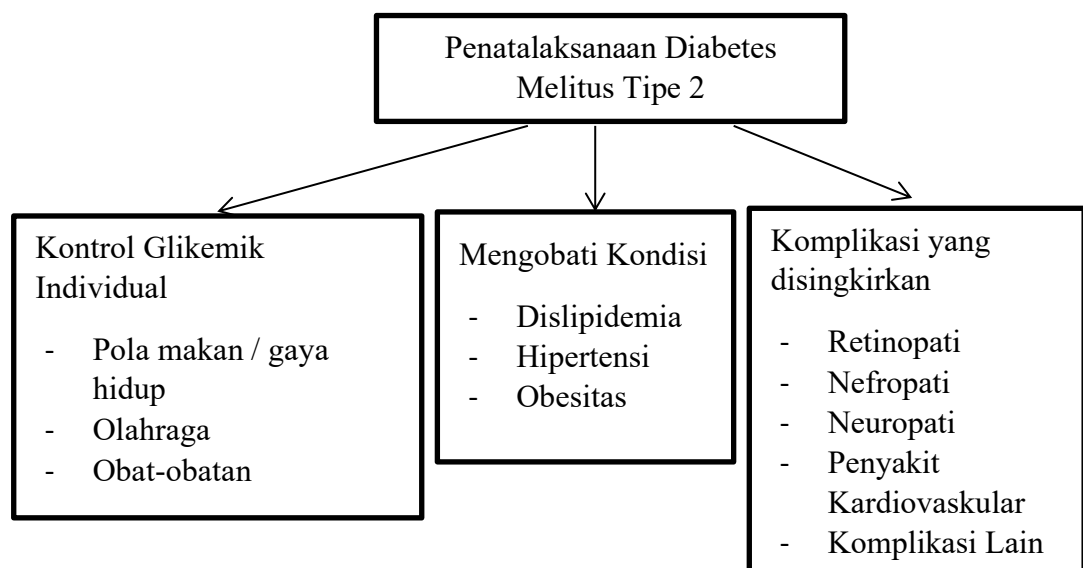 Penatalaksanaan Diabetes
Melitus Tipe 2
Kontrol Glikemik
Individual
- Pola makan / gaya
hidup
- Olahraga
- Obat-obatan
Mengobati Kondisi
- Dislipidemia
- Hipertensi
- Obesitas
Komplikasi yang
disingkirkan
- Retinopati
- Nefropati
- Neuropati
- Penyakit
Kardiovaskular
- Komplikasi Lain